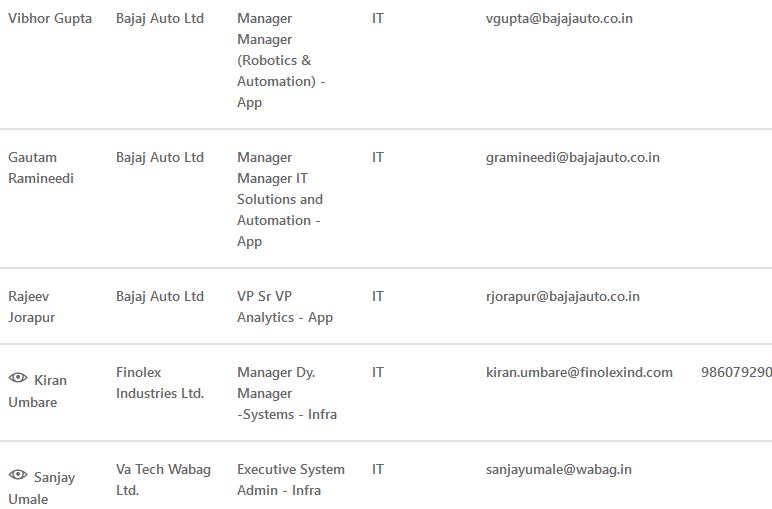 Vibhor Gupta Bajaj Auto Ltd Manager IT vgupta@bajajauto.co.in
Manager
(Robotics &
Automation) -
App
Gautam Bajaj Auto Ltd Manager IT gramineedi@bajajauto.co.in
Ramineedi Manager IT
Solutions and
Automation -
App
Rajeev Bajaj Auto Ltd VP Sr VP IT rjorapur@bajajauto.co.in
Jorapur Analytics - App
Kiran Finolex Manager Dy. IT kiran.umbare@finolexind.com 986079290
Umbare Industries Ltd. Manager
-Systems - Infra
Sanjay Va Tech Wabag Executive System IT sanjayumale@wabag.in
Umale Ltd. Admin - Infra